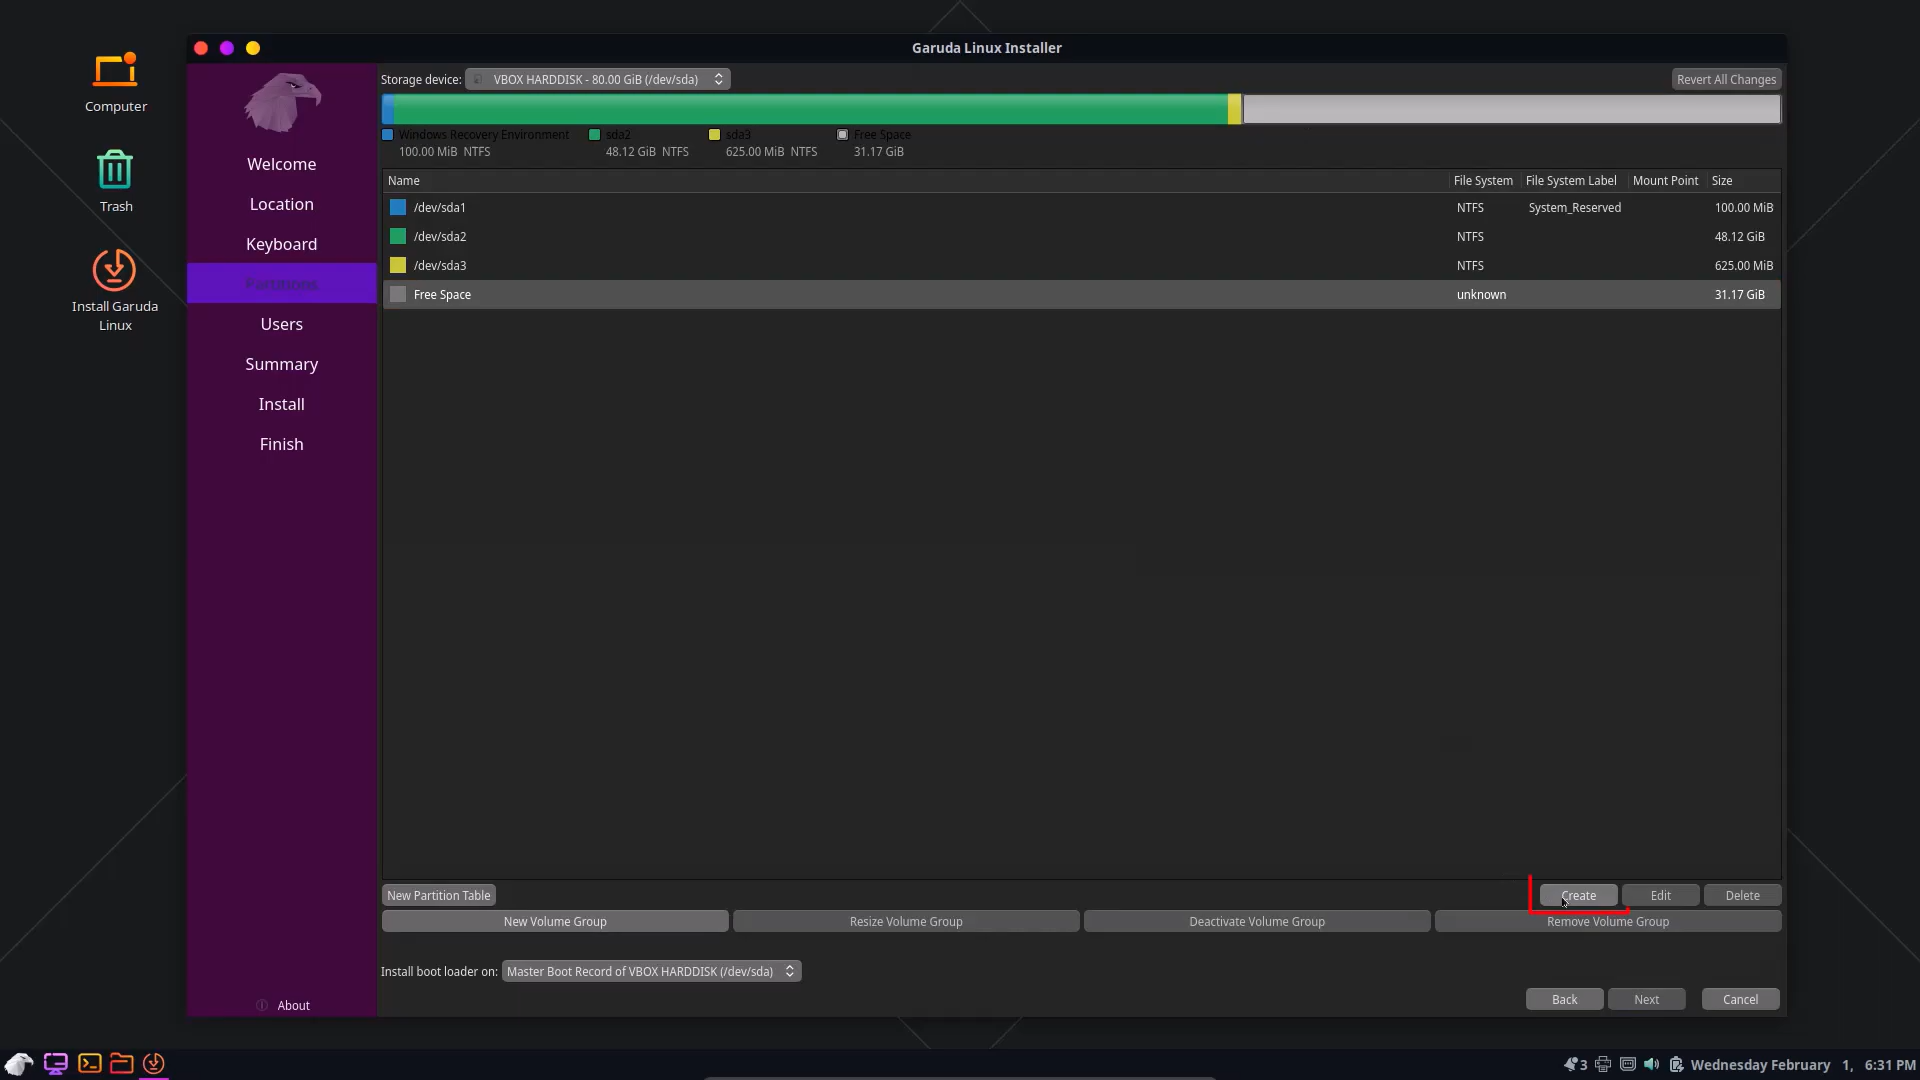 Garuda Linux Installer
Computer
Trash
Install Garuda
Linux
Welcome
Location
Keyboard
Partitions
Users
Summary
Install
Finish
About
Storage device: VBOX HARDDISK - 80.00 GiB (/dev/sda) Revert All Changes
Windows Recovery Environment sda2 sda3 Free Space
100.00 MiB NTFS 48.12 GiB NTFS 625.00 MiB NTFS 31.17 GiB
Name File System File System Label Mount Point Size
/dev/sda1 NTFS System_Reserved 100.00 MiB
/dev/sda2 NTFS 48.12 GiB
/dev/sda3 NTFS 625.00 MiB
Free Space unknown 31.17 GiB
New Partition Table Create Edit Delete
New Volume Group Resize Volume Group Deactivate Volume Group Remove Volume Group
Install boot loader on: Master Boot Record of VBOX HARDDISK (/dev/sda)
Back Next Cancel
3 Wednesday February 1, 6:31 PM